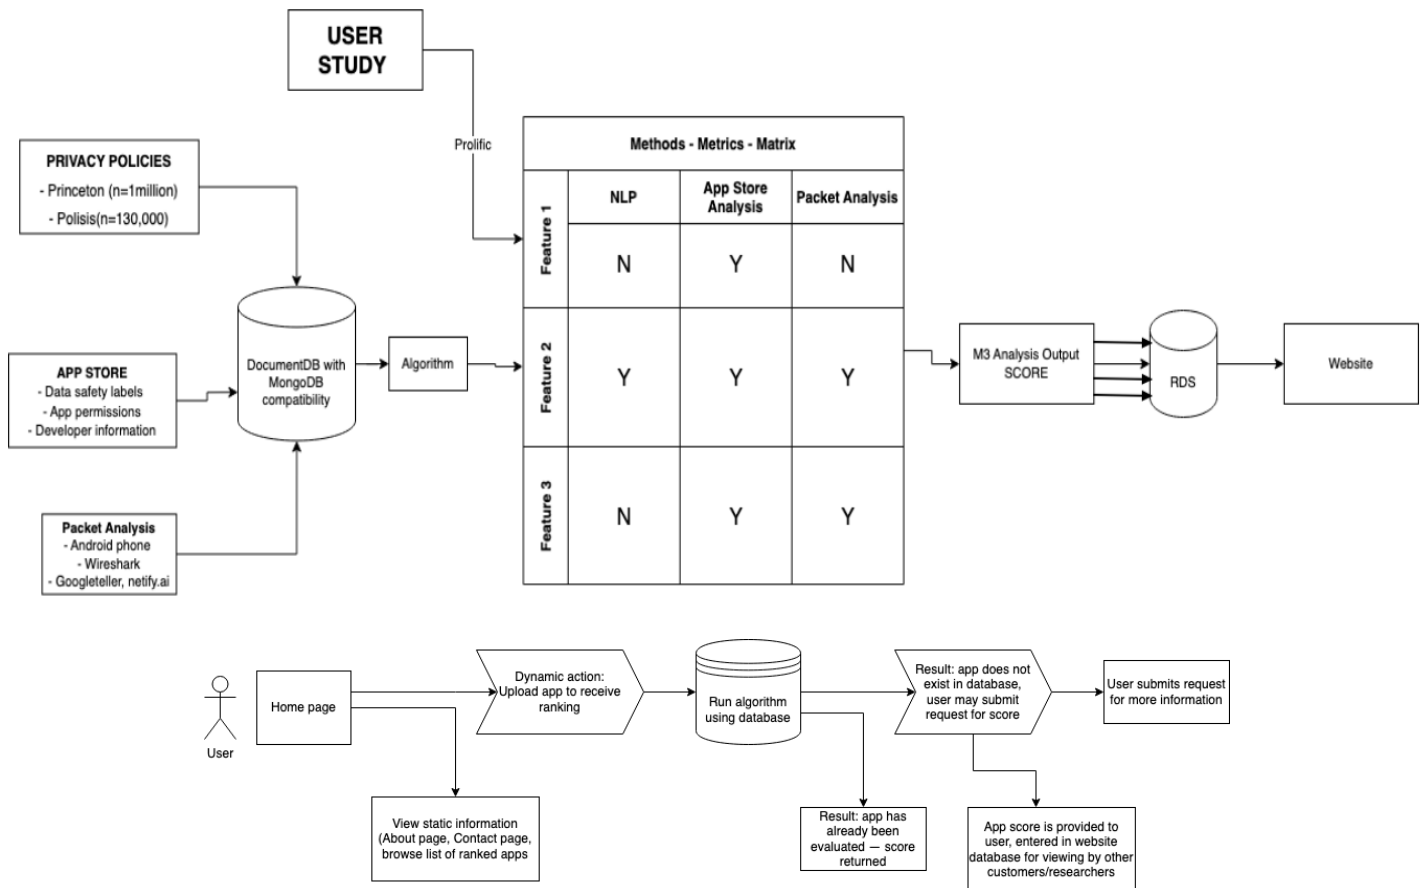 USER
STUDY
Prolific
PRIVACY POLICIES
- Princeton (n=1million)
- Polisis(n=130,000)
APP STORE
- Data safety labels
- App permissions
- Developer information
Packet Analysis
- Android phone
- Wireshark
- Googleteller, netify.ai
DocumentDB with
MongoDB
compatibility
Algorithm
Methods - Metrics - Matrix
NLP
App Store
Analysis
Packet Analysis
Feature 1
N
Y
N
Feature 2
Y
Y
Y
Feature 3
N
Y
Y
M3 Analysis Output
SCORE
RDS
Website
User
Home page
Dynamic action:
Upload app to receive
ranking
Run algorithm
using database
Result: app does not
exist in database,
user may submit
request for score
User submits request
for more information
View static information
(About page, Contact page,
browse list of ranked apps
Result: app has
already been
evaluated — score
returned
App score is provided to
user, entered in website
database for viewing by other
customers/researchers